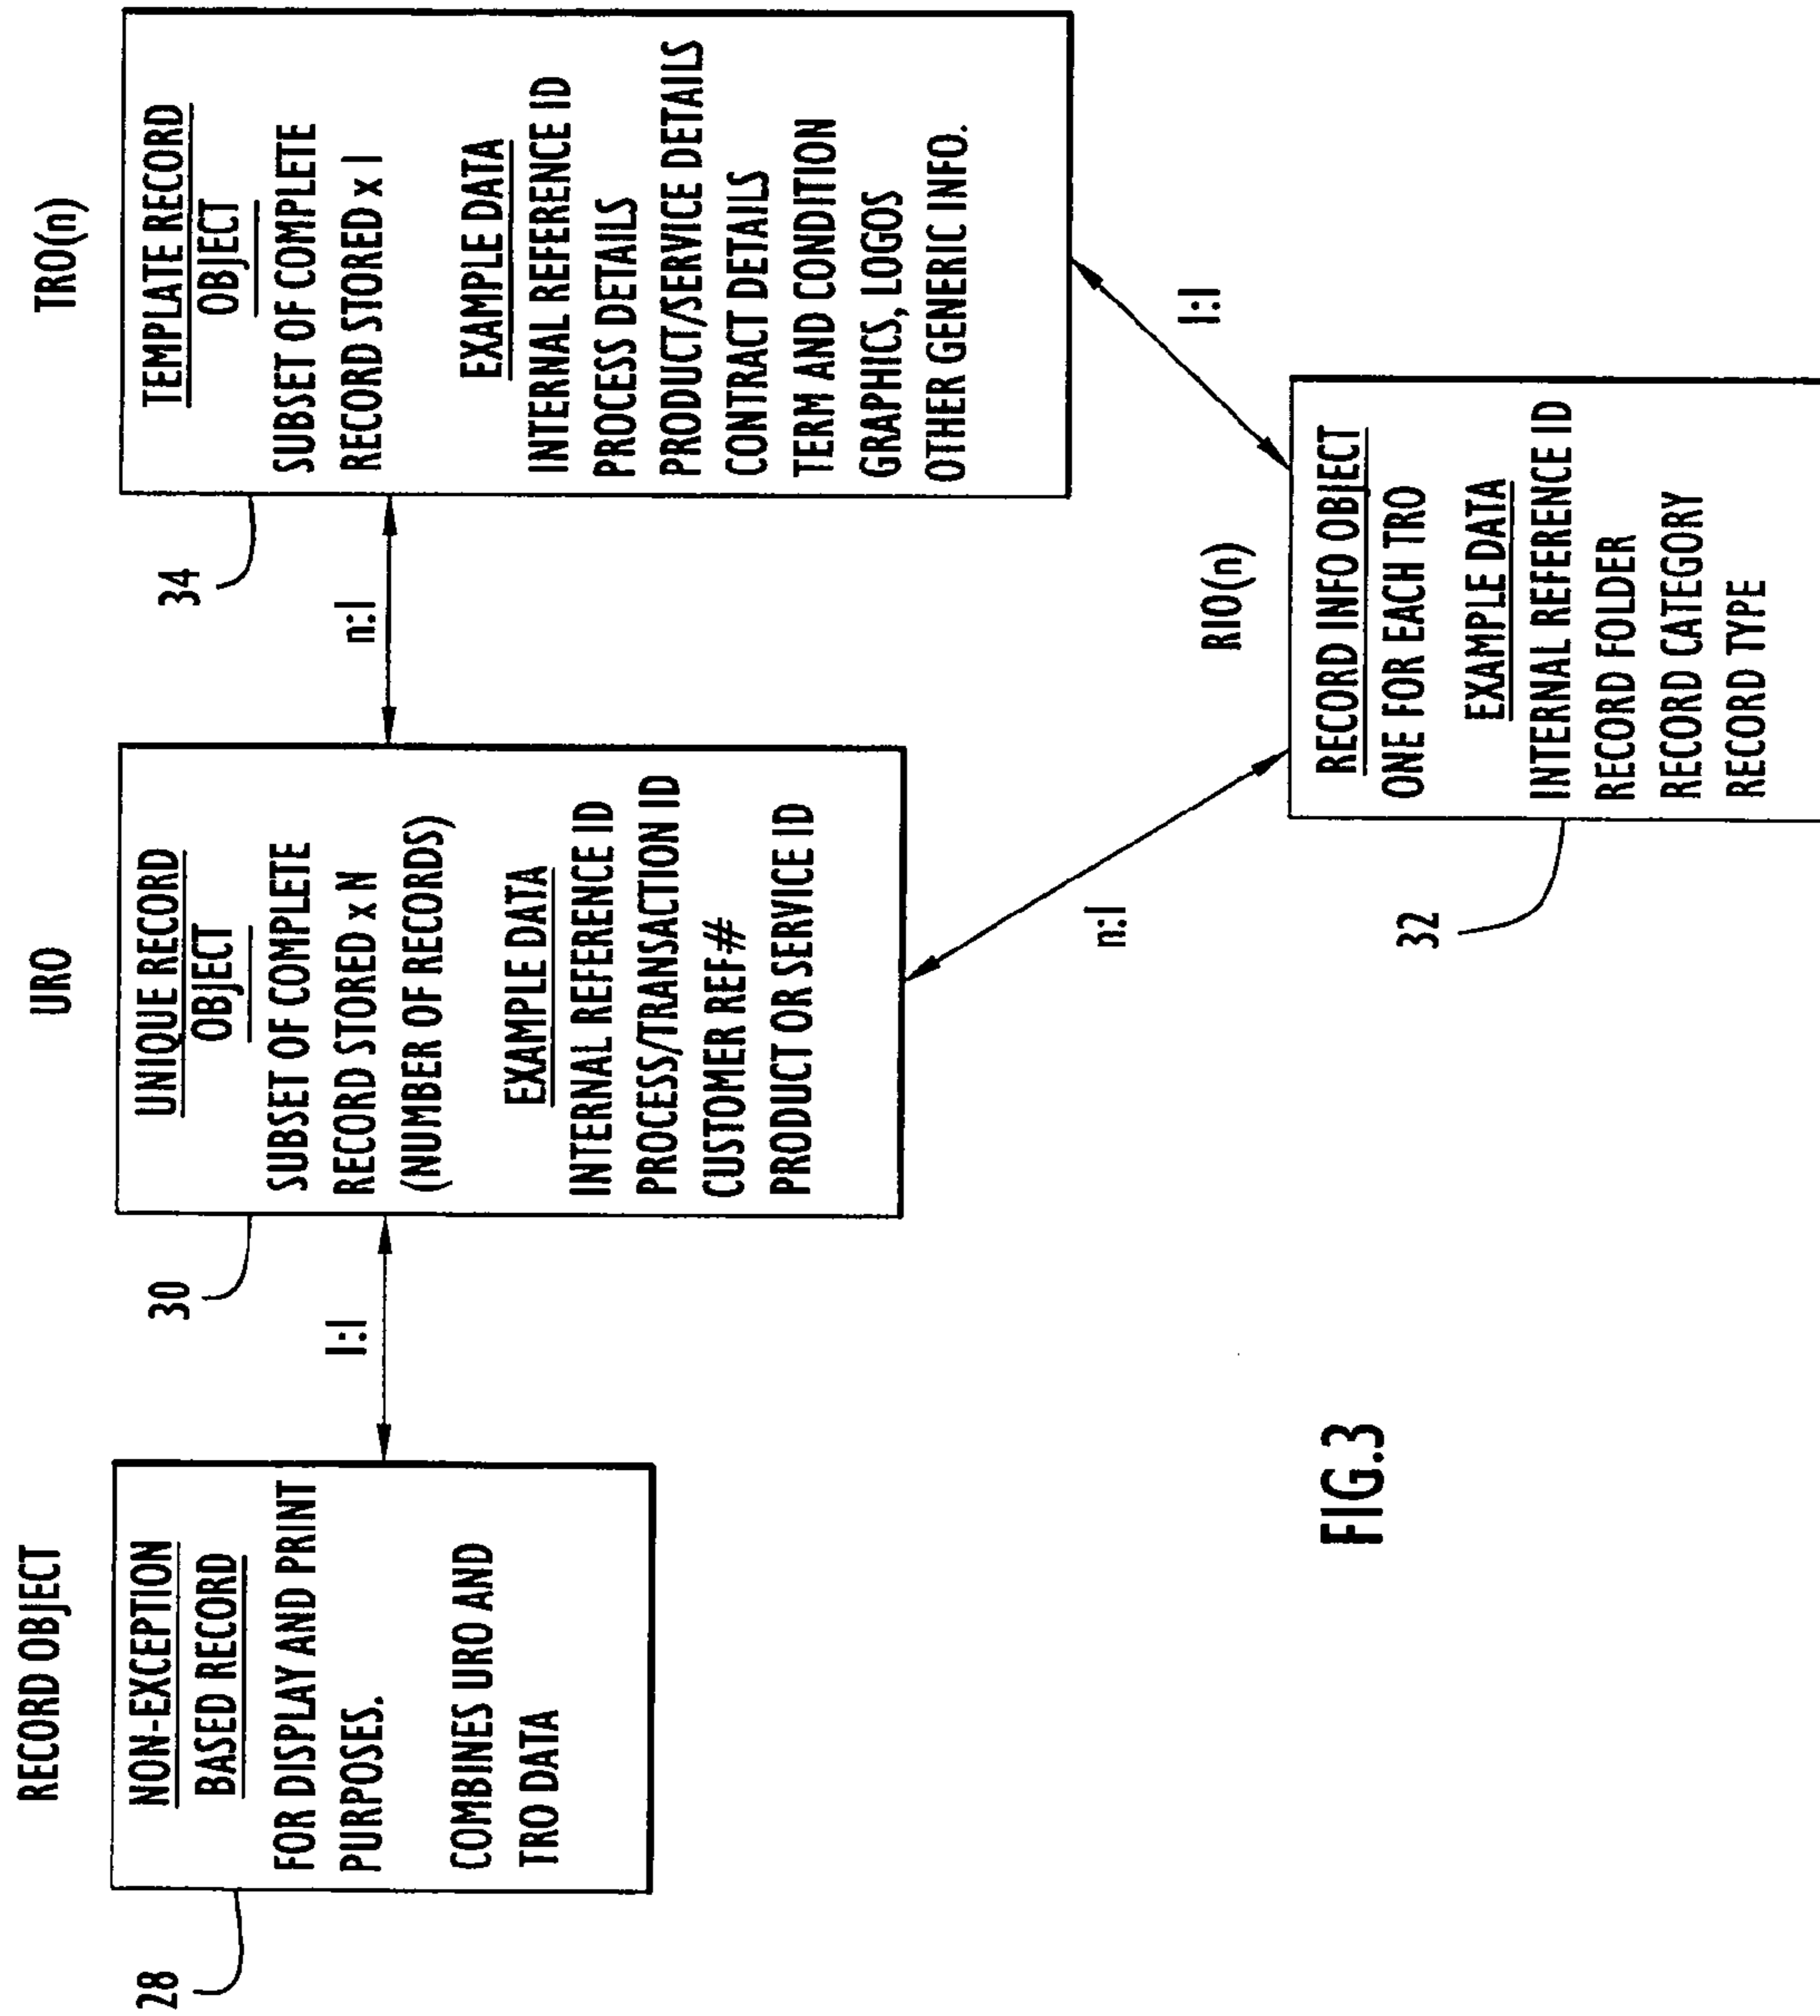 RECORD OBJECT
NON-EXCEPTION
BASED RECORD
FOR DISPLAY AND PRINT
PURPOSES.
COMBINES URO AND
TRO DATA
28
1:1
URO
UNIQUE RECORD
OBJECT
SUBSET OF COMPLETE
RECORD STORED x N
(NUMBER OF RECORDS)
EXAMPLE DATA
INTERNAL REFERENCE ID
PROCESS/TRANSACTION ID
CUSTOMER REF#
PRODUCT OR SERVICE ID
30
n:1
TRO(n)
TEMPLATE RECORD
OBJECT
SUBSET OF COMPLETE
RECORD STORED x 1
EXAMPLE DATA
INTERNAL REFERENCE ID
PROCESS DETAILS
PRODUCT/SERVICE DETAILS
CONTRACT DETAILS
TERM AND CONDITION
GRAPHICS, LOGOS
OTHER GENERIC INFO.
34
n:1
1:1
RIO(n)
RECORD INFO OBJECT
ONE FOR EACH TRO
EXAMPLE DATA
INTERNAL REFERENCE ID
RECORD FOLDER
RECORD CATEGORY
RECORD TYPE
32
FIG.3